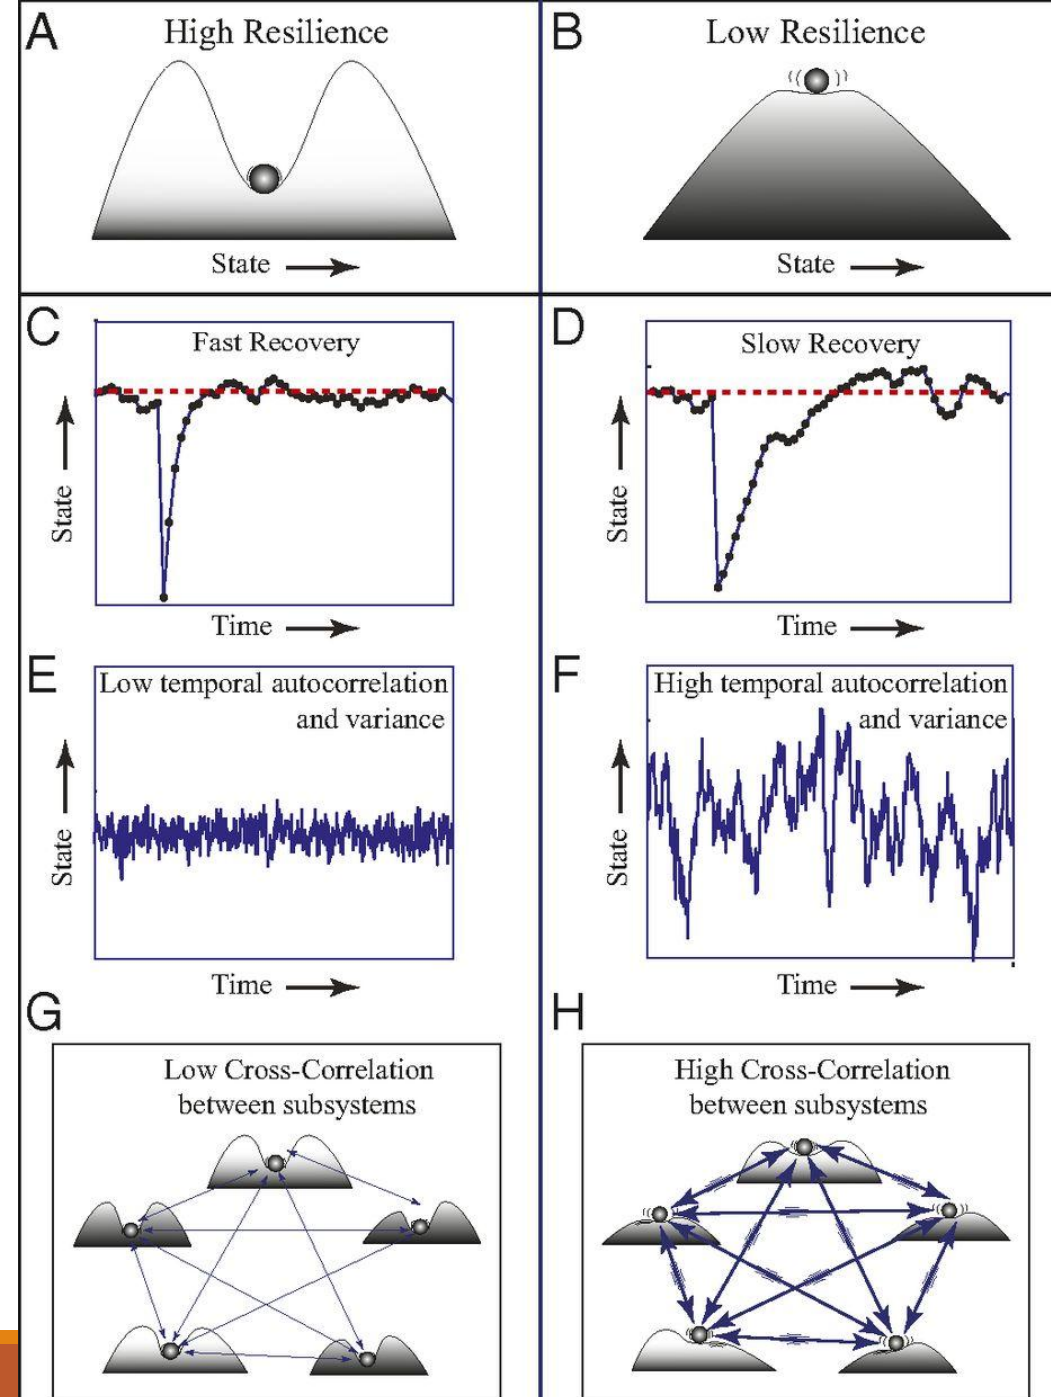 A
High Resilience
State
B
Low Resilience
State
C
Fast Recovery
State
Time
D
Slow Recovery
State
Time
E
Low temporal autocorrelation
and variance
State
Time
F
High temporal autocorrelation
and variance
State
Time
G
Low Cross-Correlation
between subsystems
H
High Cross-Correlation
between subsystems